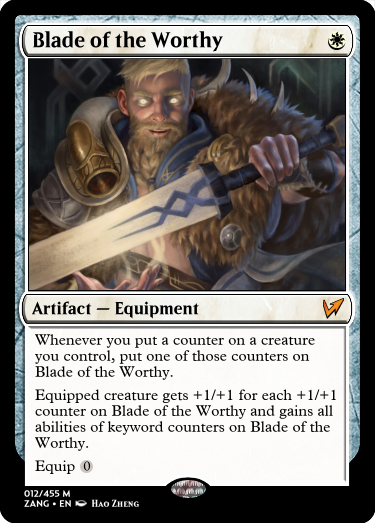 Blade of the Worthy
Artifact — Equipment
Whenever you put a counter on a creature
you control, put one of those counters on
Blade of the Worthy.
Equipped creature gets +1/+1 for each +1/+1
counter on Blade of the Worthy and gains all
abilities of keyword counters on Blade of the
Worthy.
Equip 0
012/455 M
ZANG • EN Hao Zheng